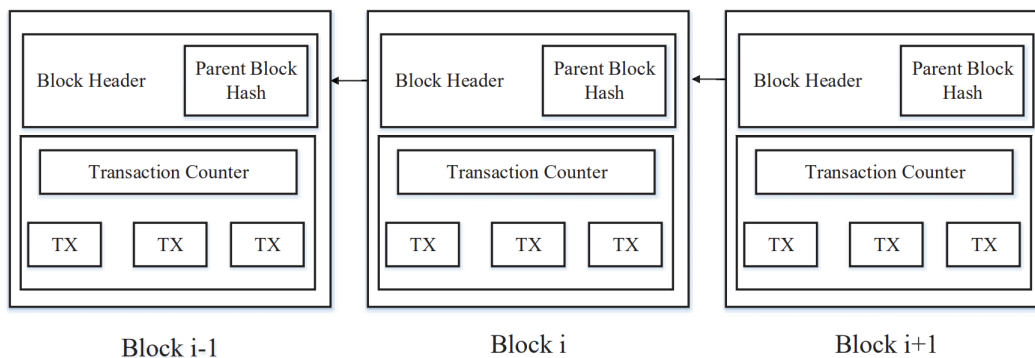 Block Header
Parent Block
Hash
Transaction Counter
TX TX TX
Block i-1
Block Header
Parent Block
Hash
Transaction Counter
TX TX TX
Block i
Block Header
Parent Block
Hash
Transaction Counter
TX TX TX
Block i+1